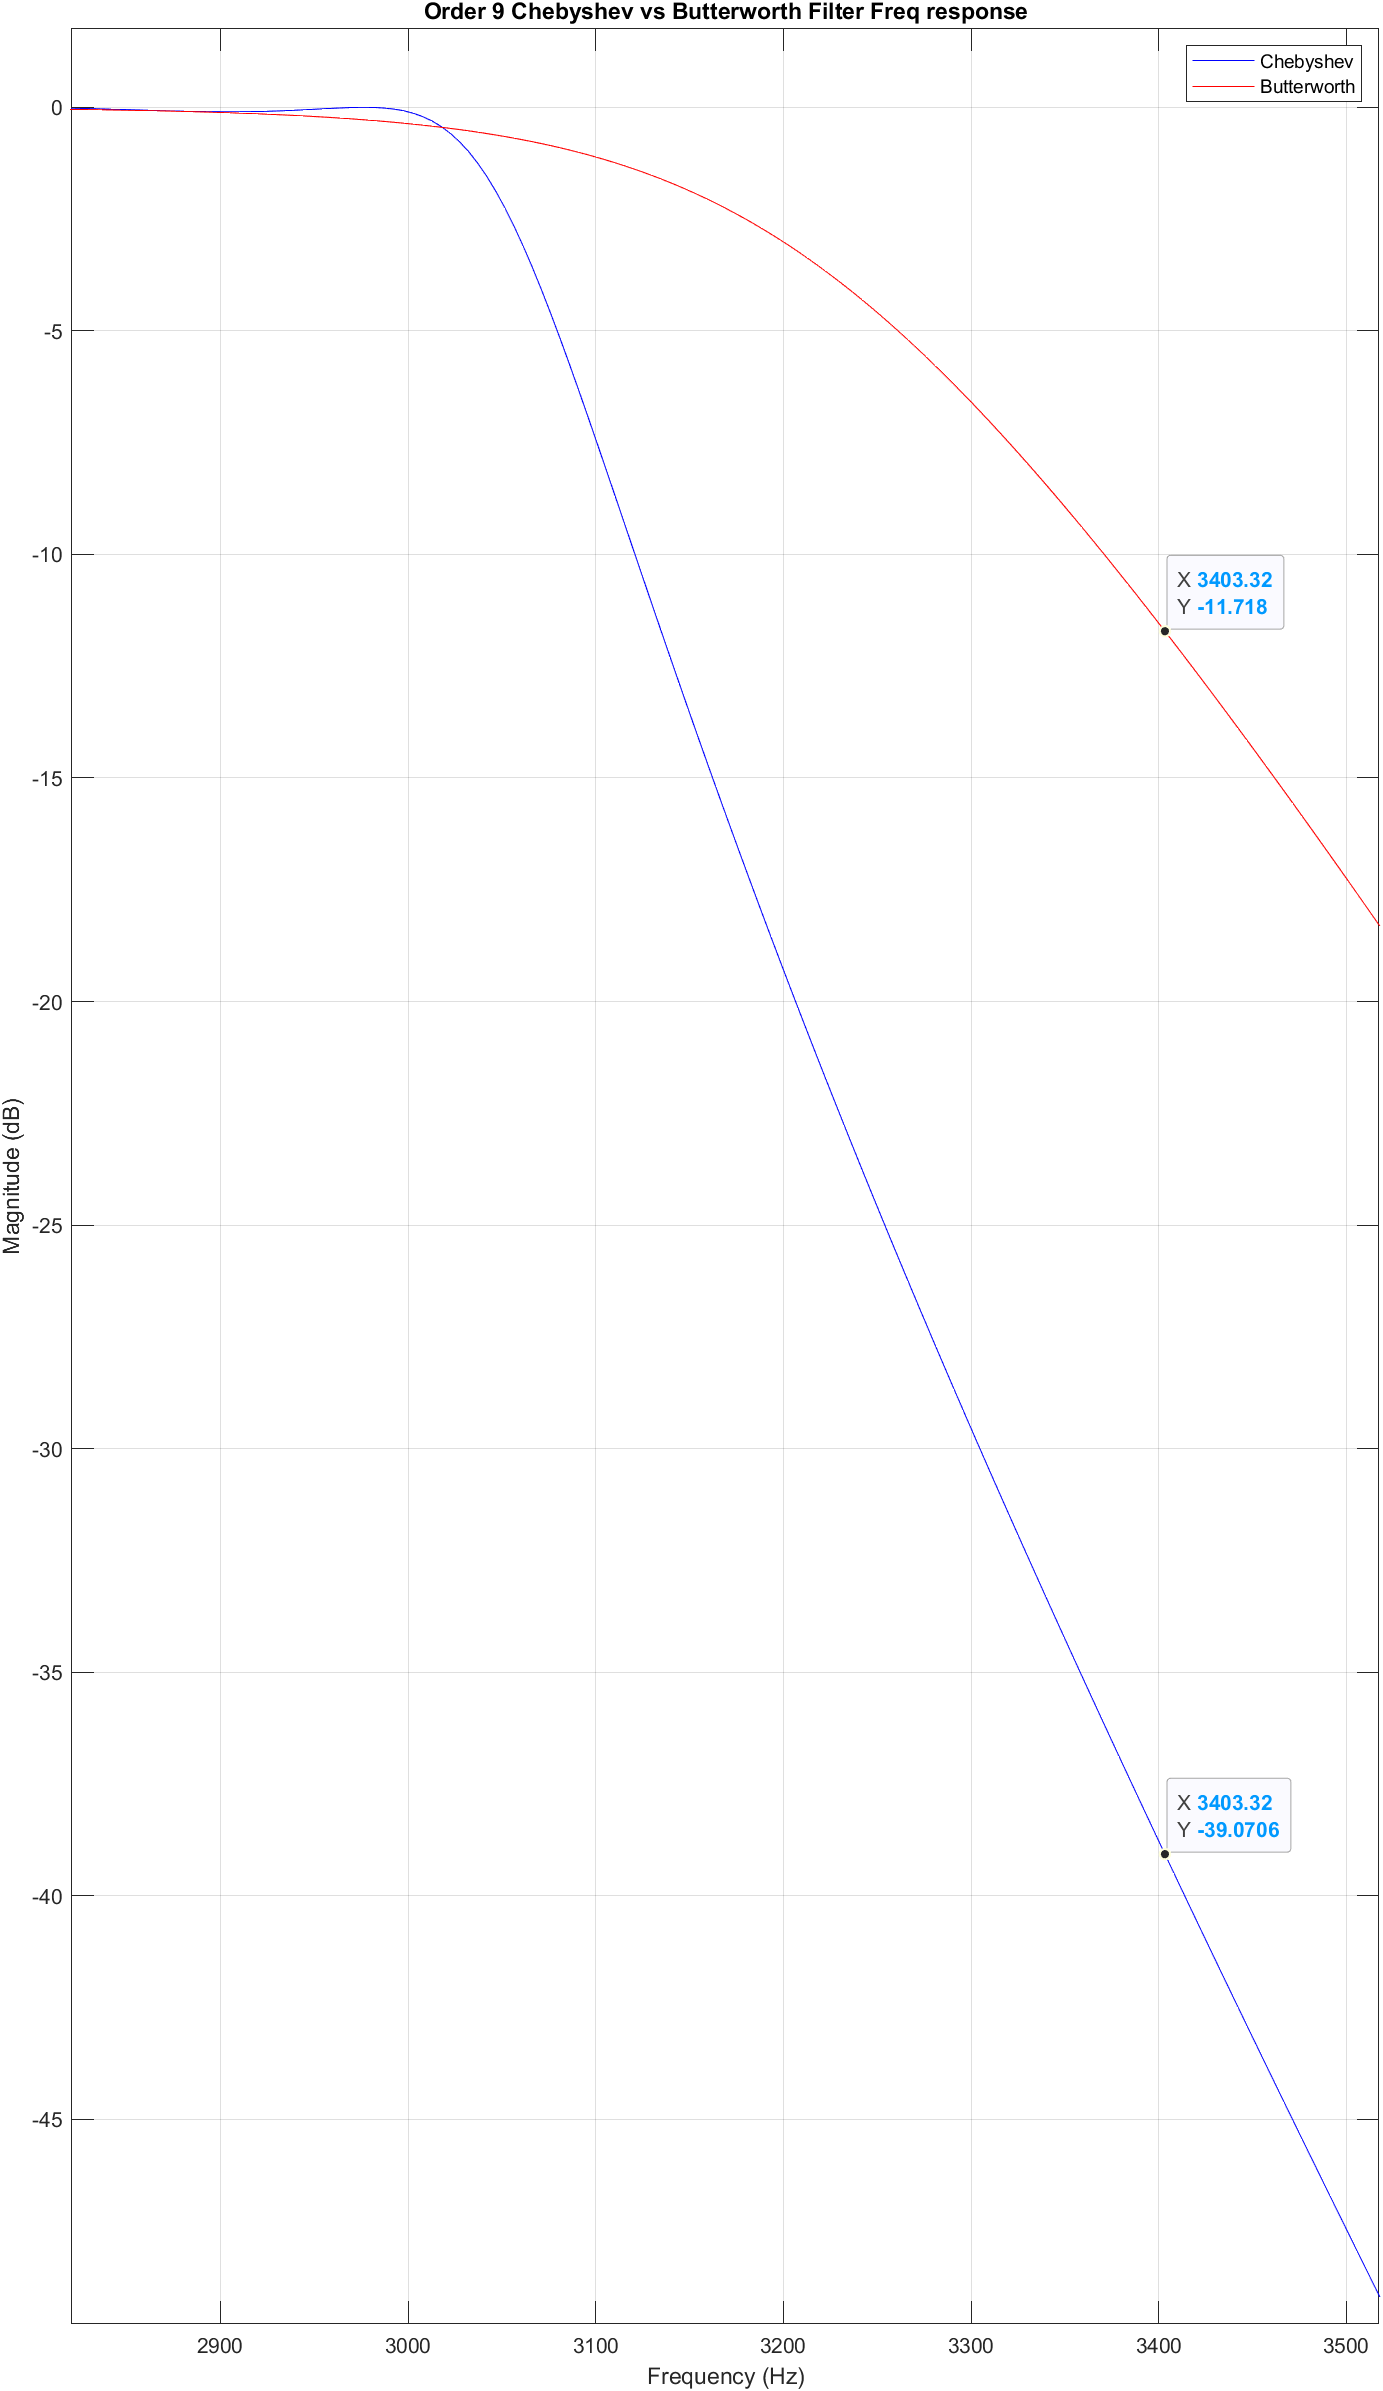 Order 9 Chebyshev vs Butterworth Filter Freq response
Chebyshev
Butterworth
0
-5
-10
X 3403.32
Y -11.718
-15
-20
Magnitude (dB)
-25
-30
-35
X 3403.32
Y -39.0706
-40
-45
2900 3000 3100 3200 3300 3400 3500
Frequency (Hz)